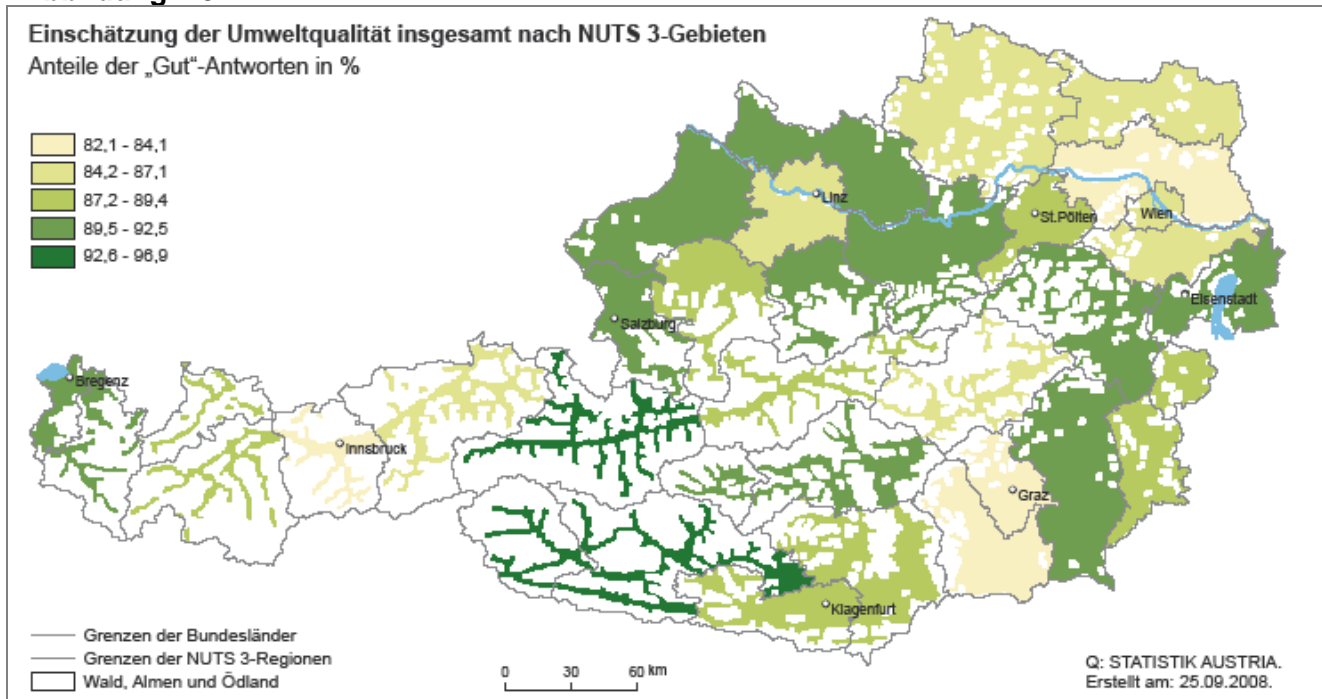 Einschätzung der Umweltqualität insgesamt nach NUTS 3-Gebieten
Anteile der „Gut"-Antworten in %
82,1 - 84,1
84,2 - 87,1
87,2 - 89,4
89,5 - 92,5
92,6 - 96,9
Linz
St.Pölten
Wien
Eisenstadt
Salzburg
Bregenz
Innsbruck
Graz
Klagenfurt
Grenzen der Bundesländer
Grenzen der NUTS 3-Regionen
Wald, Almen und Ödland
0 30 60 km
Q: STATISTIK AUSTRIA.
Erstellt am: 25.09.2008.